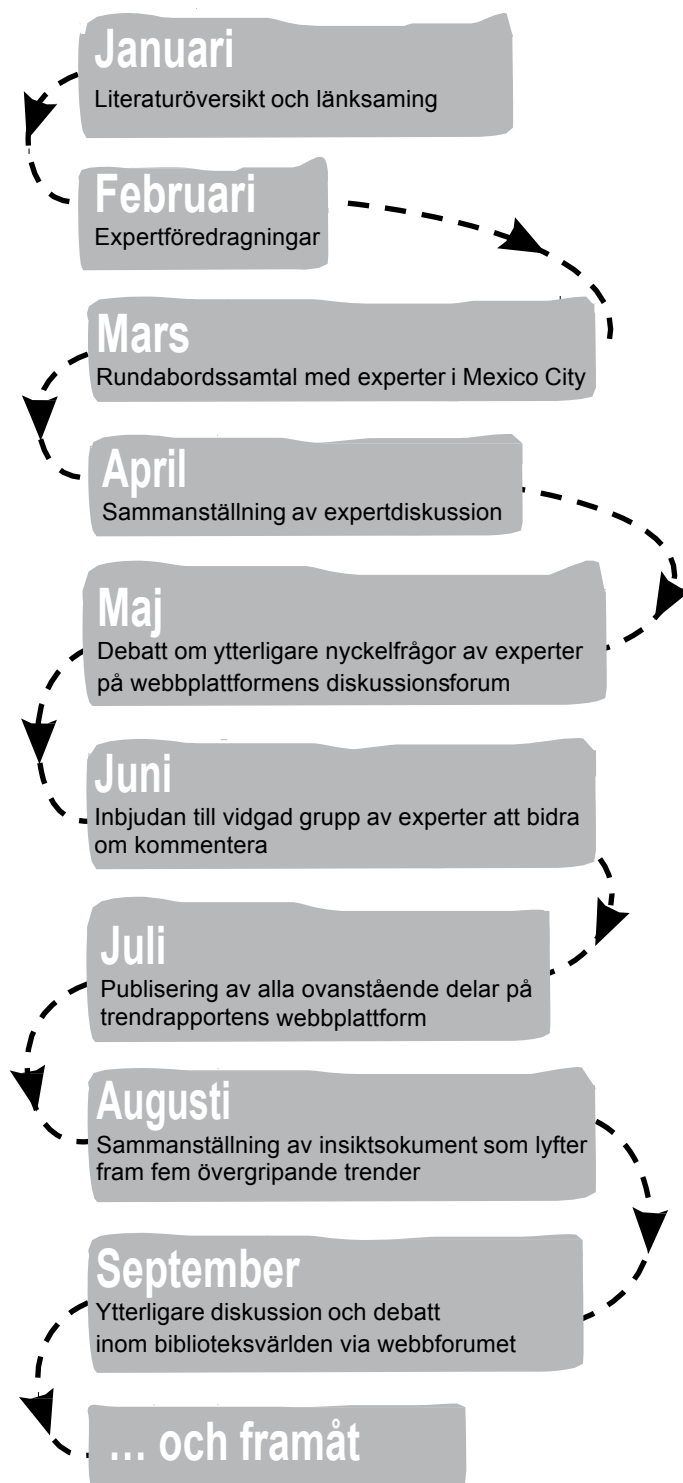 Januari
Literaturöversikt och länksaming
Februari
Expertföredragningar
Mars
Rundabordssamtal med experter i Mexico City
April
Sammanställning av expertdiskussion
Maj
Debatt om ytterligare nyckelfrågor av experter
på webbplattformens diskussionsforum
Juni
Inbjudan till vidgad grupp av experter att bidra
om kommentera
Juli
Publisering av alla ovanstående delar på
trendrapportens webbplattform
Augusti
Sammanställning av insiktsokument som lyfter
fram fem övergripande trender
September
Ytterligare diskussion och debatt
inom biblioteksvärlden via webbforumet
... och framåt